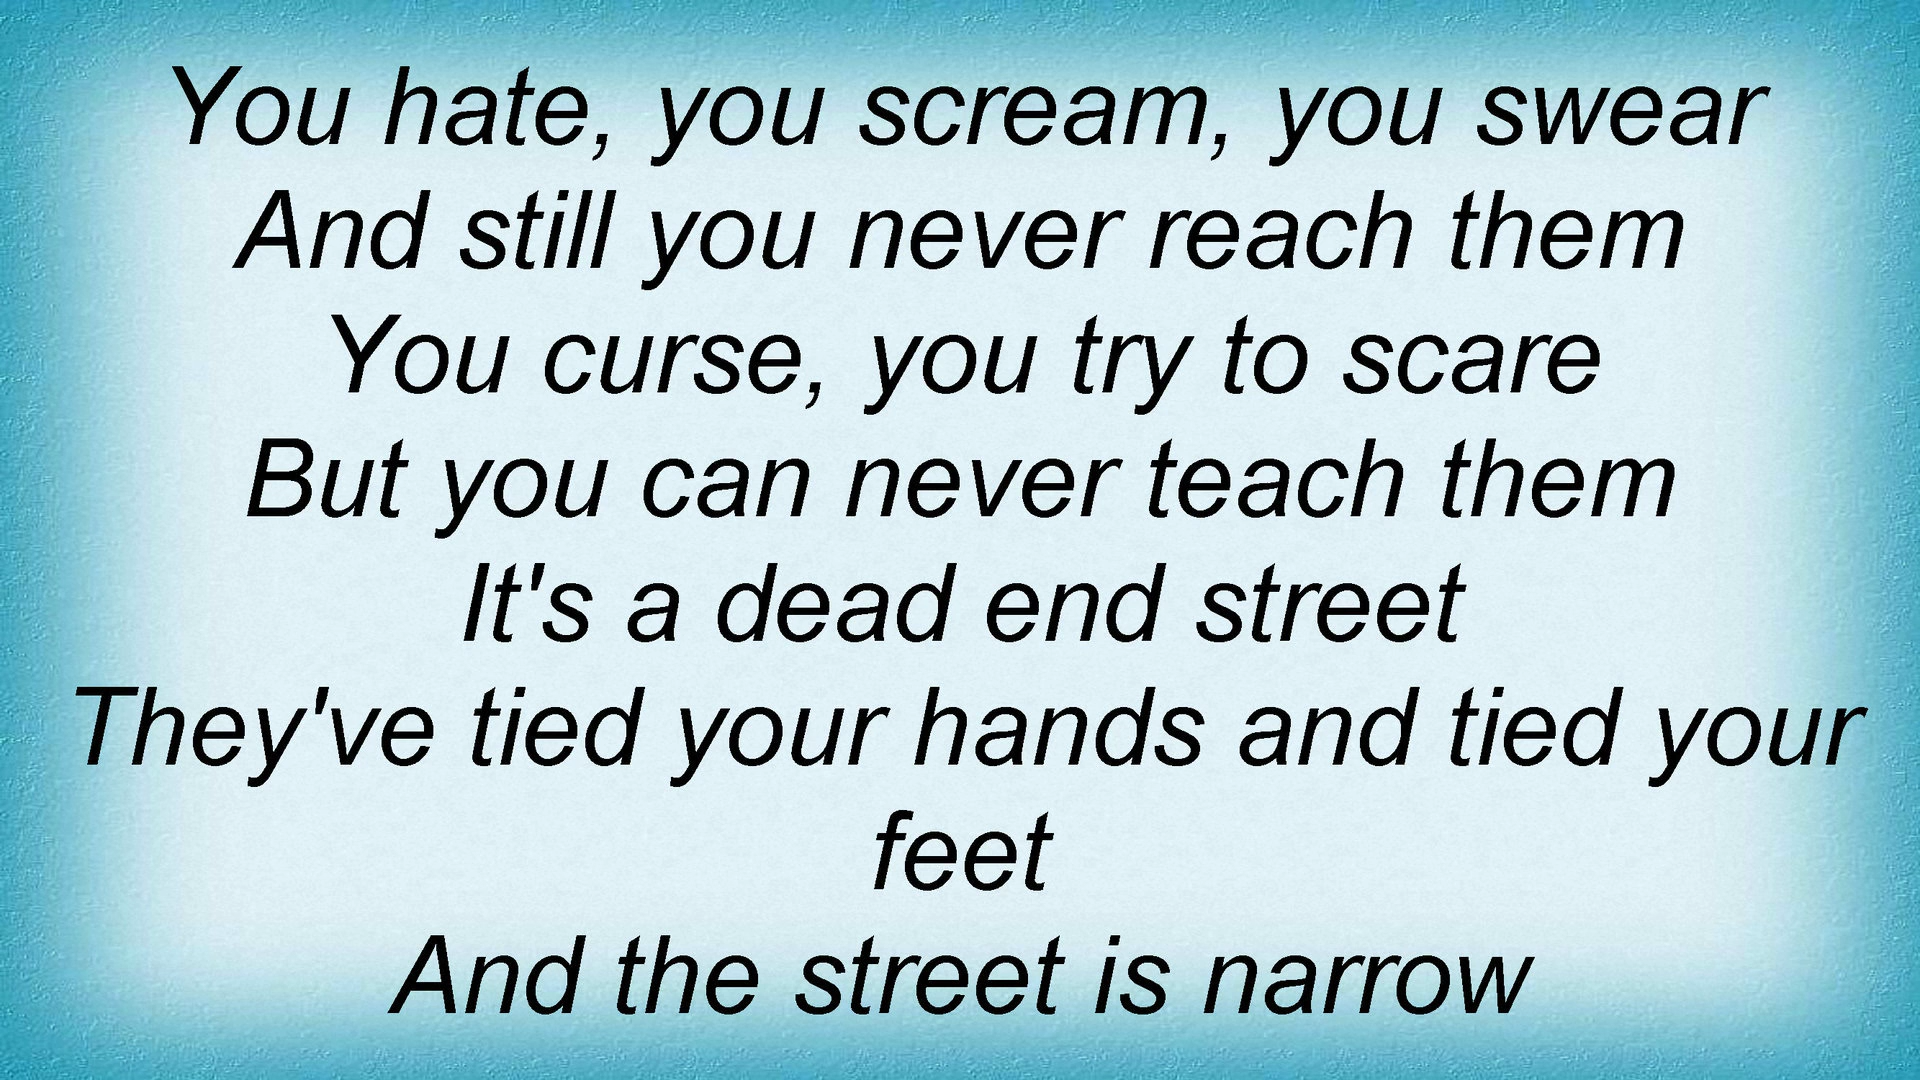 You hate, you scream, you swear
And still you never reach them
You curse, you try to scare
But you can never teach them
It's a dead end street
They've tied your hands and tied your
feet
And the street is narrow